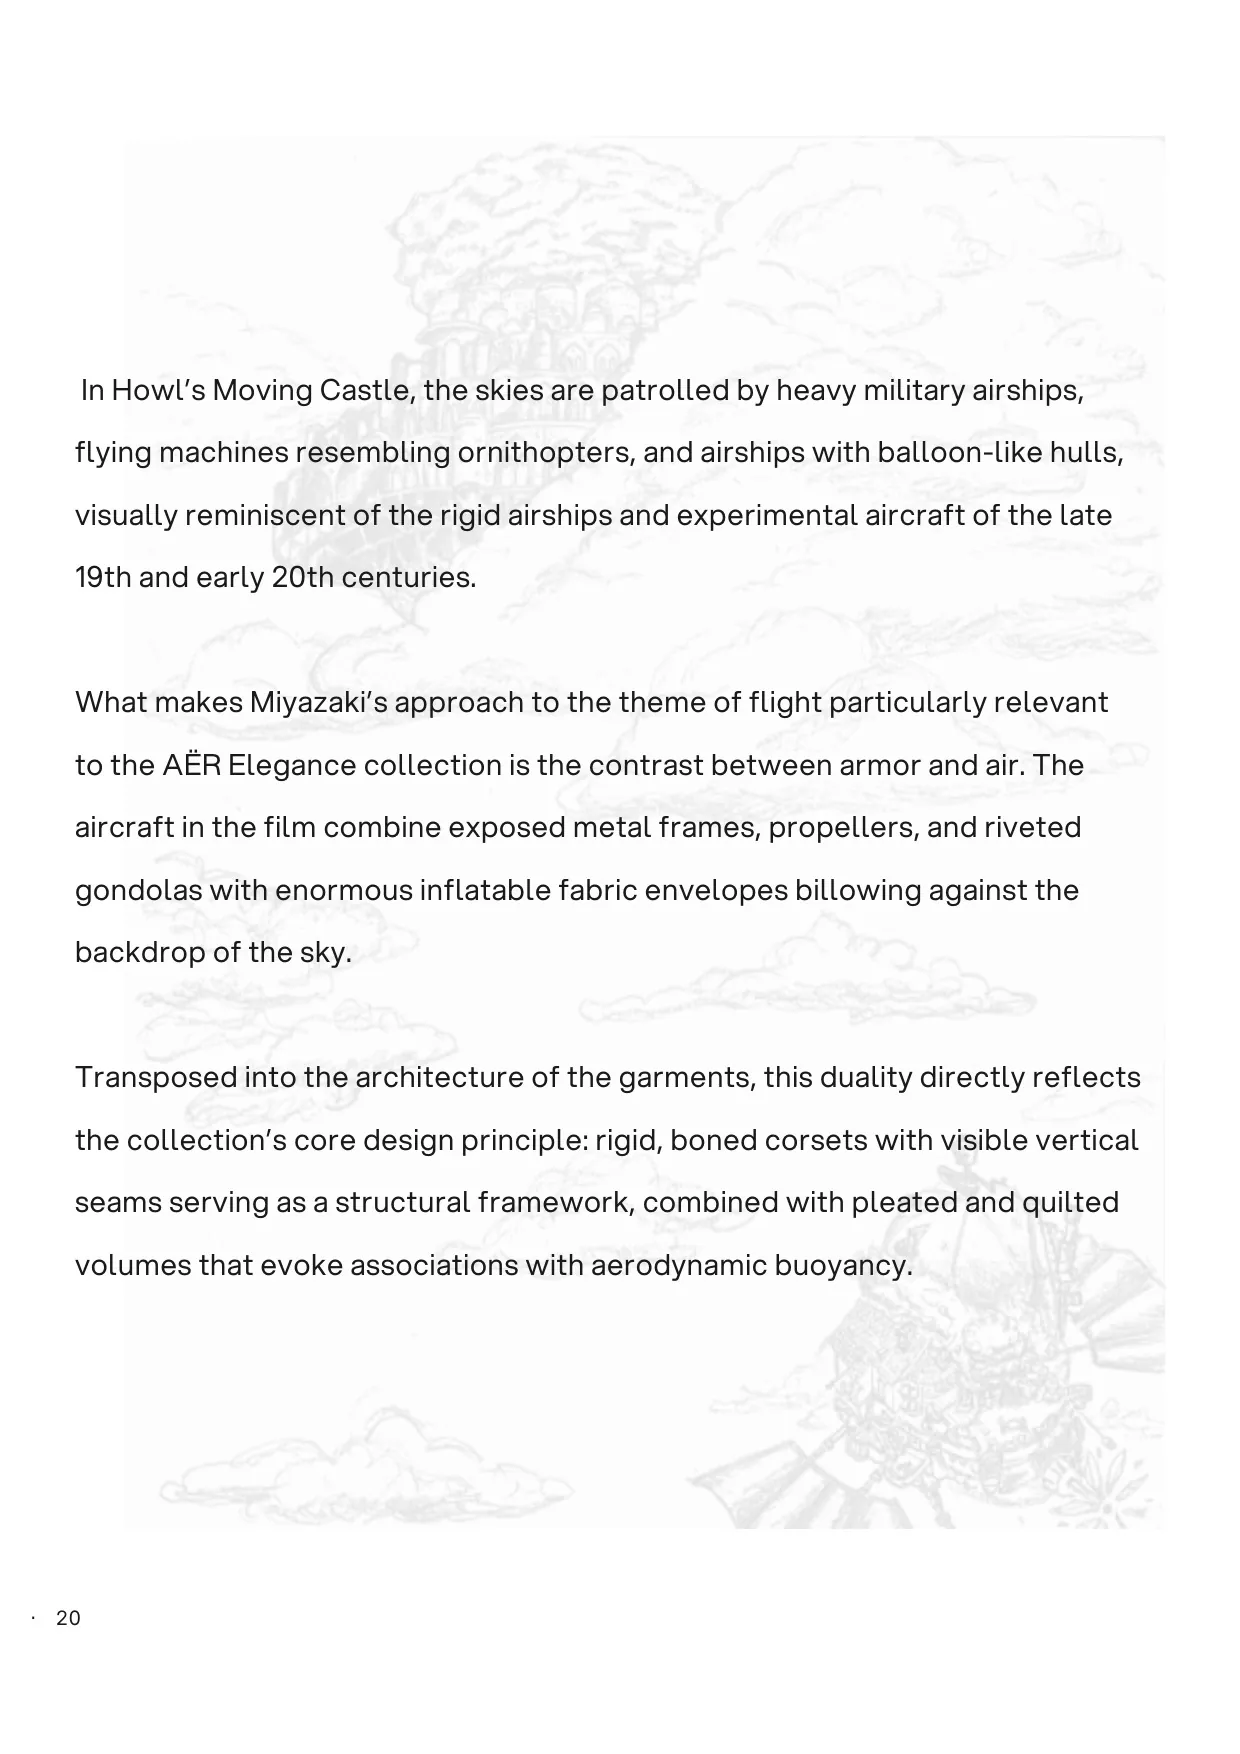 In Howl’s Moving Castle, the skies are patrolled by heavy military airships,
flying machines resembling ornithopters, and airships with balloon-like hulls,
visually reminiscent of the rigid airships and experimental aircraft of the late
19th and early 20th centuries.
What makes Miyazaki’s approach to the theme of flight particularly relevant
to the AËR Elegance collection is the contrast between armor and air. The
aircraft in the film combine exposed metal frames, propellers, and riveted
gondolas with enormous inflatable fabric envelopes billowing against the
backdrop of the sky.
Transposed into the architecture of the garments, this duality directly reflects
the collection’s core design principle: rigid, boned corsets with visible vertical
seams serving as a structural framework, combined with pleated and quilted
volumes that evoke associations with aerodynamic buoyancy.
· 20